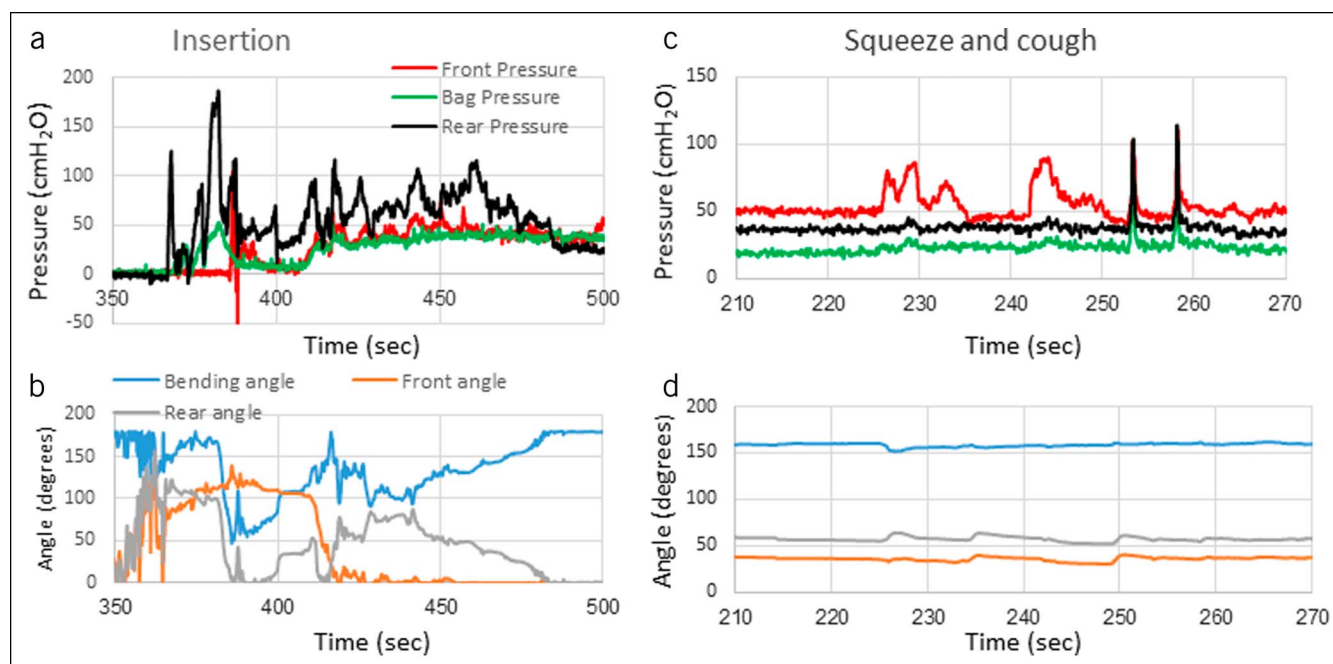 a
Insertion
Front Pressure
Bag Pressure
Rear Pressure
Pressure (cmH₂O)
200
150
100
50
0
-50
350
400
450
500
Time (sec)
c
Squeeze and cough
Pressure (cmH₂O)
150
100
50
0
210
220
230
240
250
260
270
Time (sec)
b
Bending angle
Front angle
Rear angle
Angle (degrees)
200
150
100
50
0
350
400
450
500
Time (sec)
d
Angle (degrees)
200
150
100
50
0
210
220
230
240
250
260
270
Time (sec)